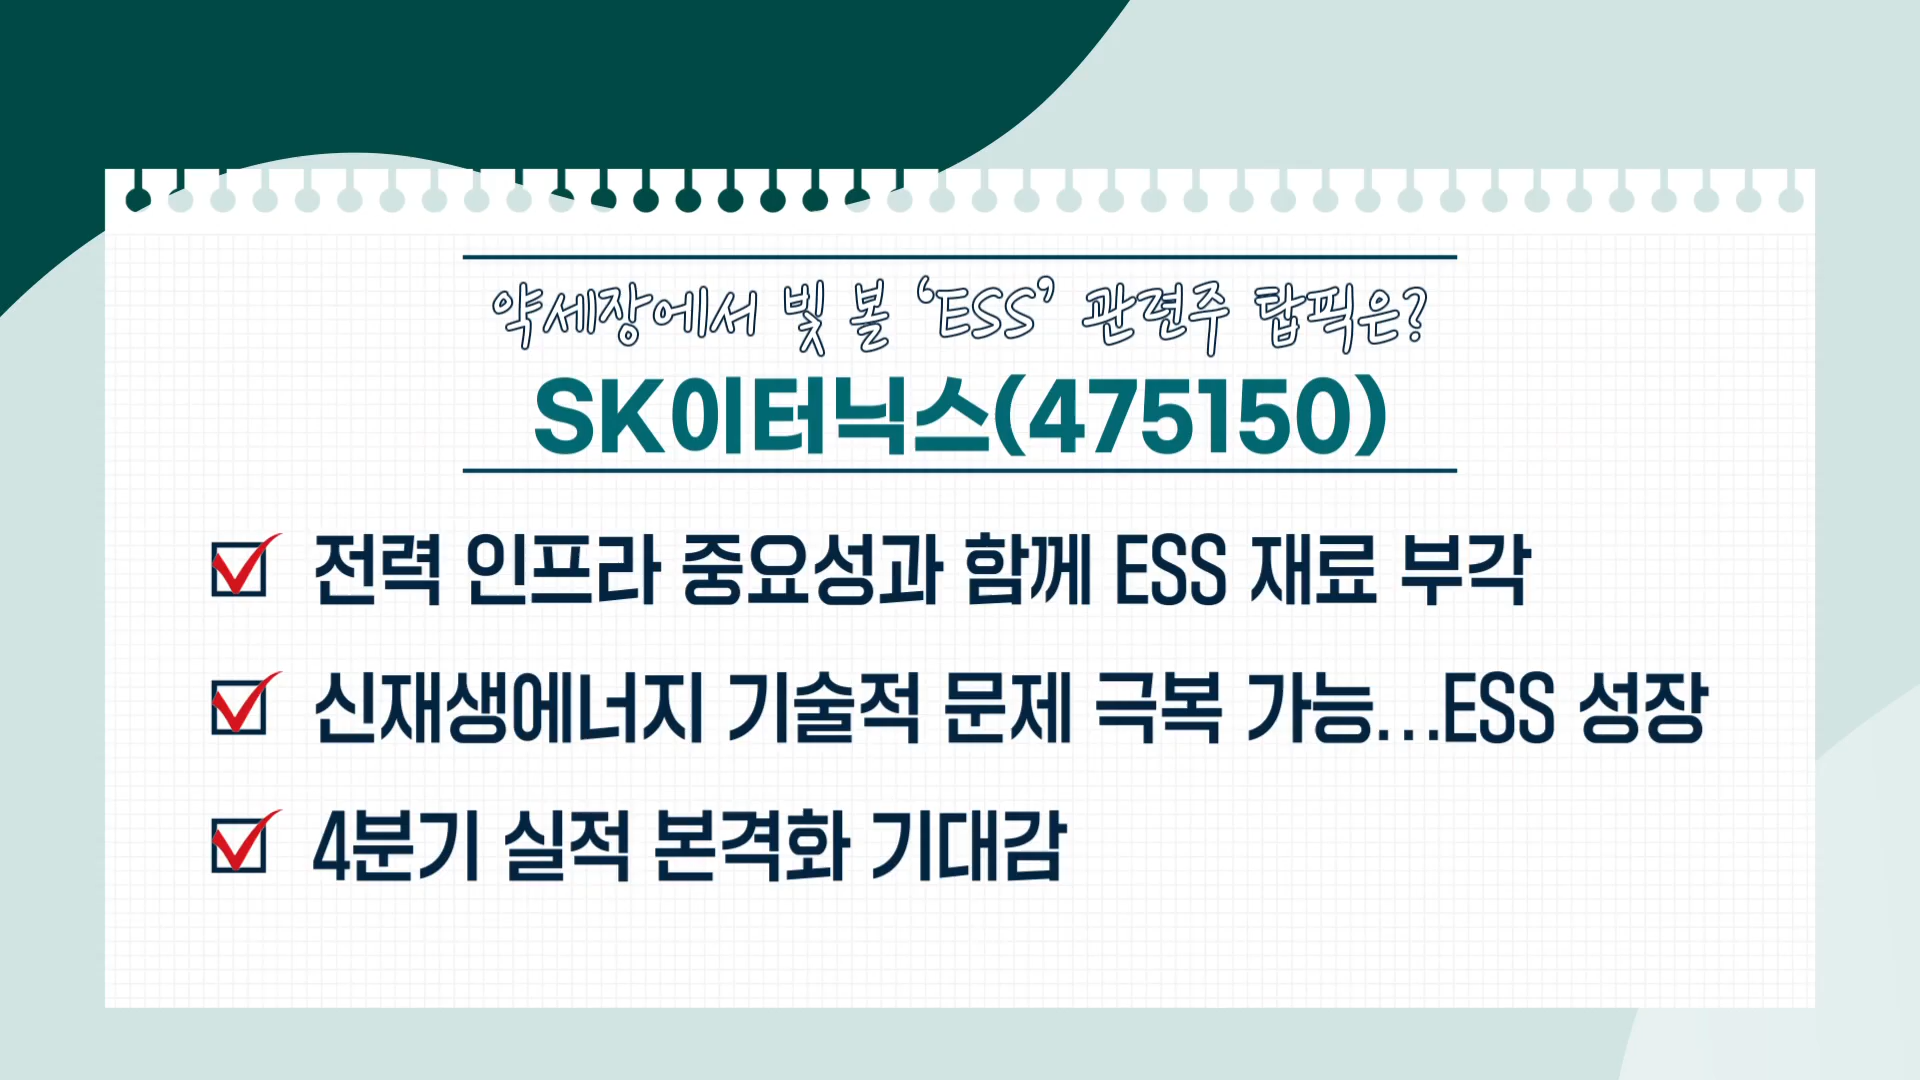 약세장에서 빛 볼 ‘ESS’ 관련주 탑픽은?
SK이터닉스(475150)
전력 인프라 중요성과 함께 ESS 재료 부각
신재생에너지 기술적 문제 극복 가능…ESS 성장
4분기 실적 본격화 기대감